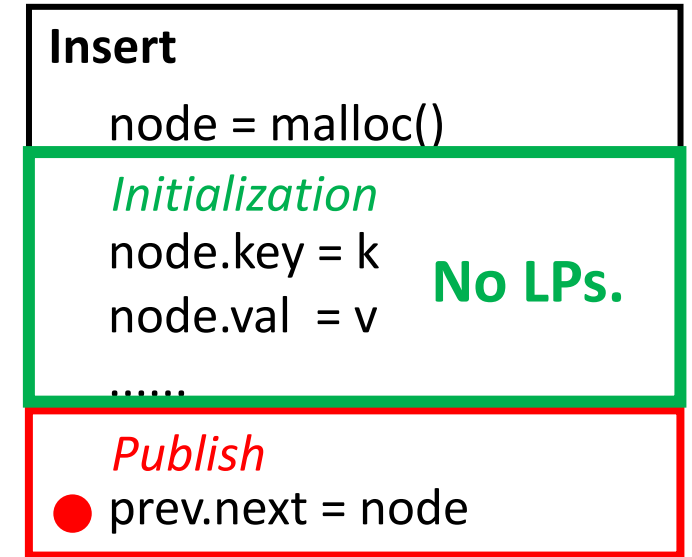 Insert
node = malloc()
Initialization
node.key = k
No LPs.
node.val = v
......
Publish
prev.next = node